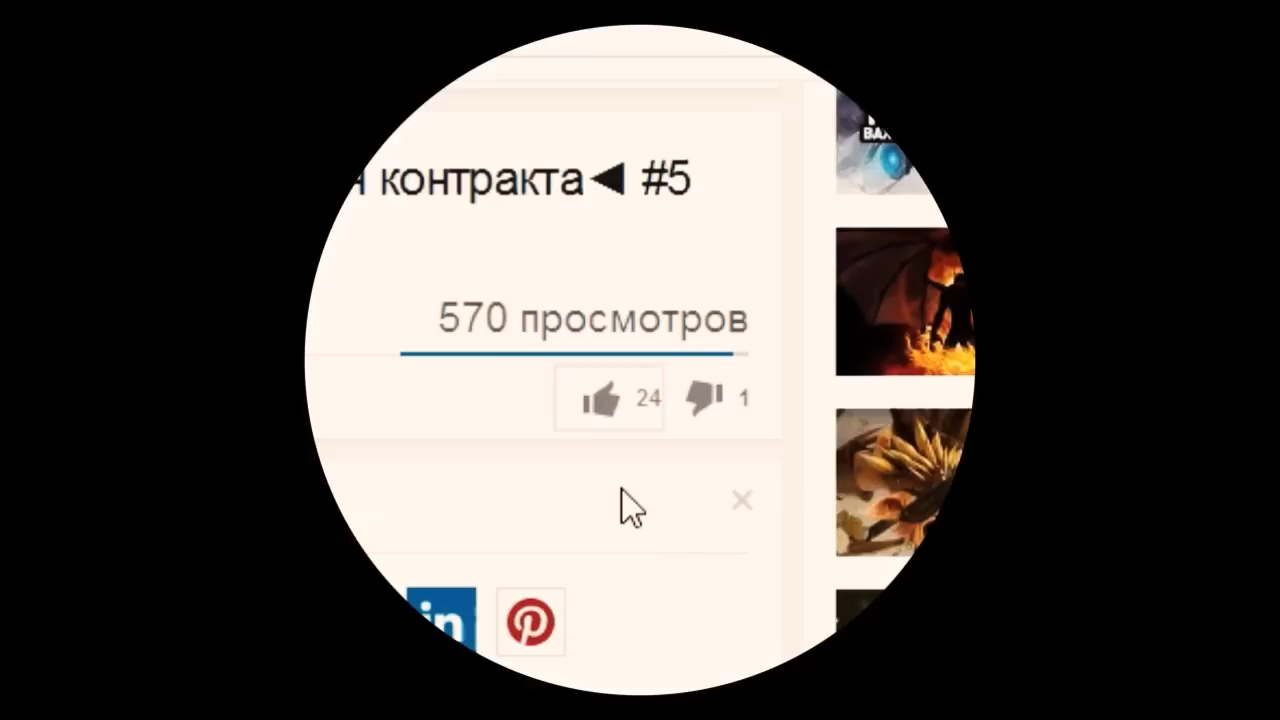 контракта◄ #5
570 просмотров
24 1
in